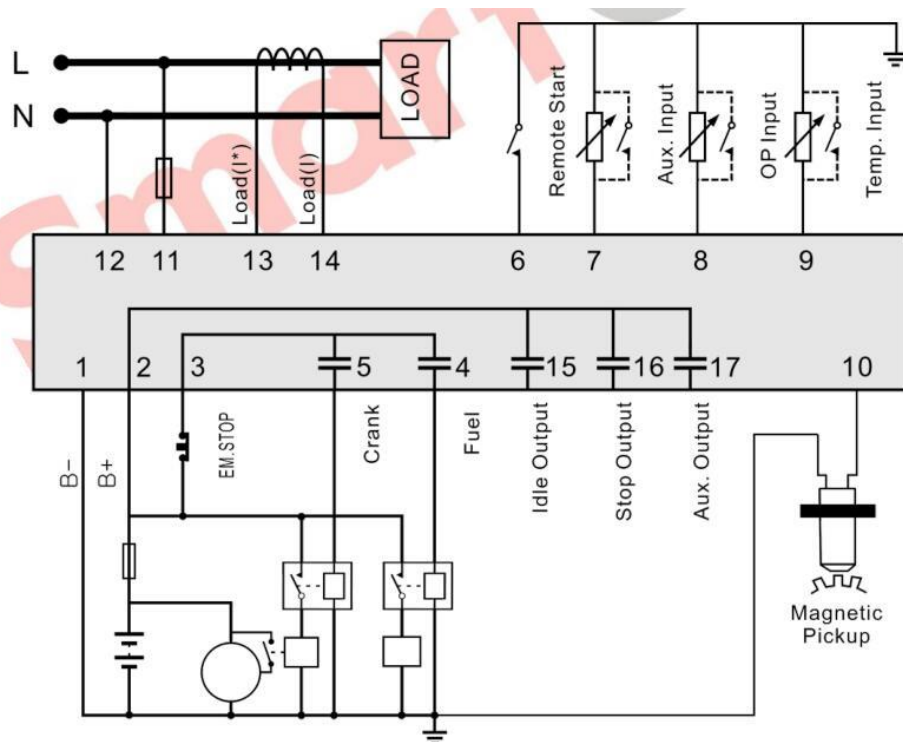 smart
L
N
LOAD
Load(I*)
Load(I)
Remote Start
Aux. Input
OP Input
Temp. Input
12 11 13 14 6 7 8 9
1 2 3 5 4 15 16 17 10
B-
B+
EM.STOP
Crank
Fuel
Idle Output
Stop Output
Aux. Output
Magnetic
Pickup